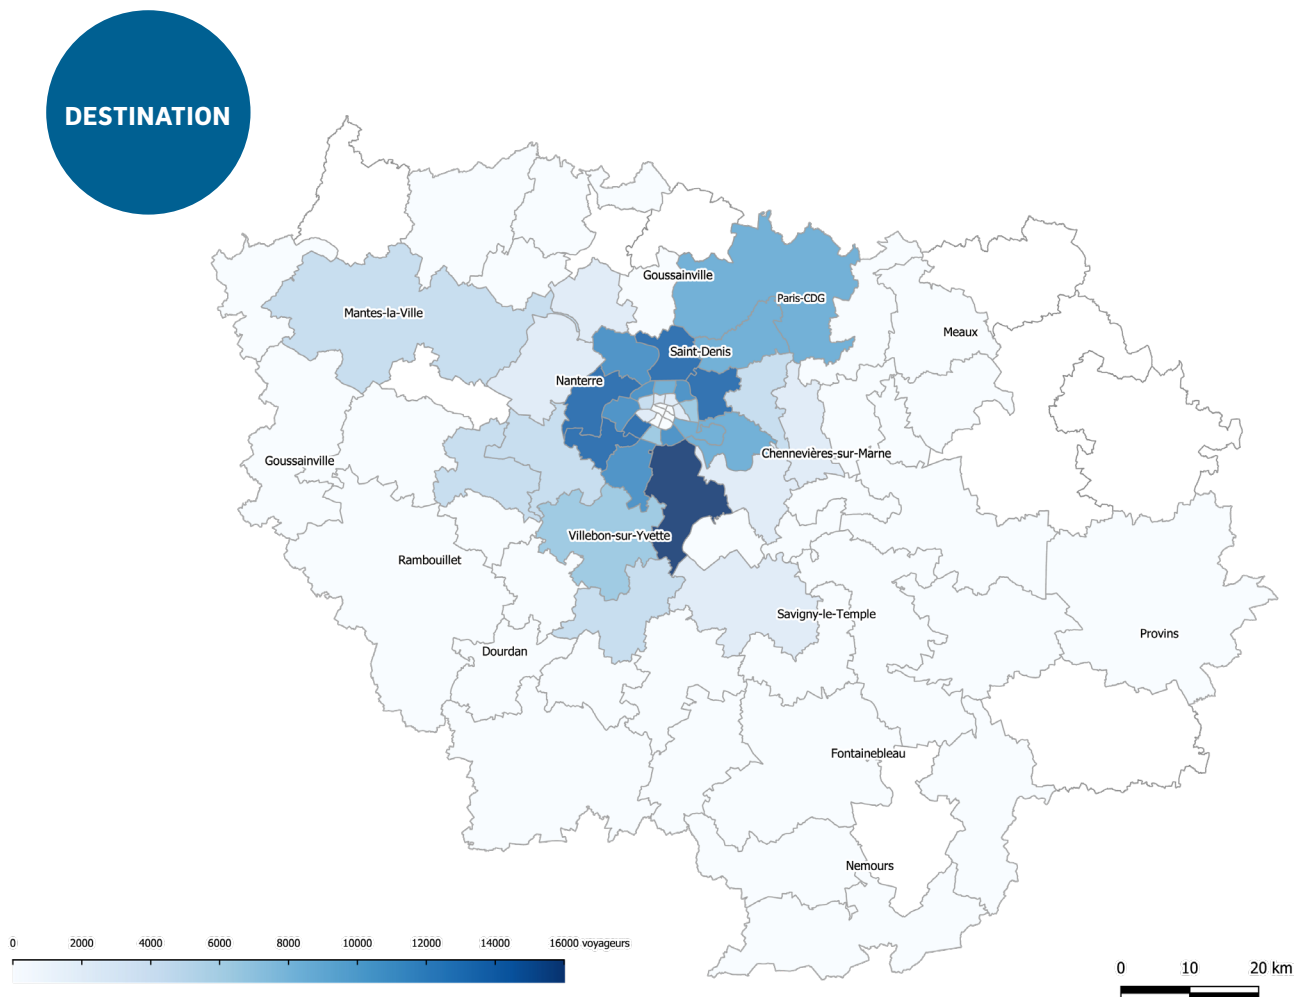 DESTINATION
Goussainville
Paris-CDG
Mantes-la-Ville
Meaux
Saint-Denis
Nanterre
Chennevières-sur-Marne
Goussainville
Villebon-sur-Yvette
Rambouillet
Savigny-le-Temple
Provins
Dourdan
Fontainebleau
Nemours
0 2000 4000 6000 8000 10000 12000 14000 16000 voyageurs
0 10 20 km